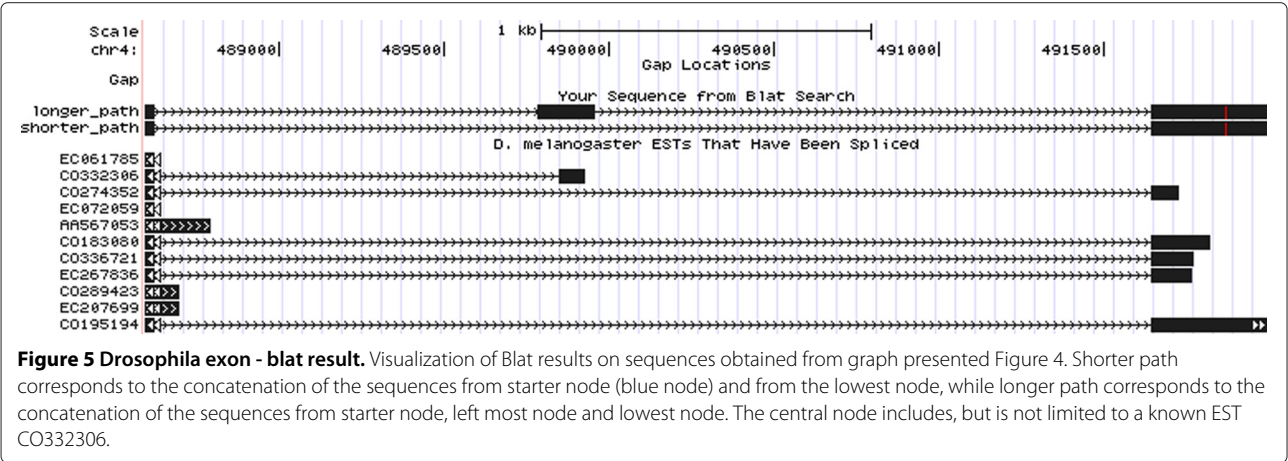 Scale 1 kb
chr4: 489000| 489500| 490000| 490500| 491000| 491500|
Gap Locations
Gap
Your Sequence from Blat Search
longer_path
shorter_path
D. melanogaster ESTs That Have Been Spliced
EC061785
CO332306
CO274352
EC072059
AA567053
CO183080
CO336721
EC267836
CO289423
EC207699
CO195194
Figure 5 Drosophila exon - blat result. Visualization of Blat results on sequences obtained from graph presented Figure 4. Shorter path
corresponds to the concatenation of the sequences from starter node (blue node) and from the lowest node, while longer path corresponds to the
concatenation of the sequences from starter node, left most node and lowest node. The central node includes, but is not limited to a known EST
CO332306.